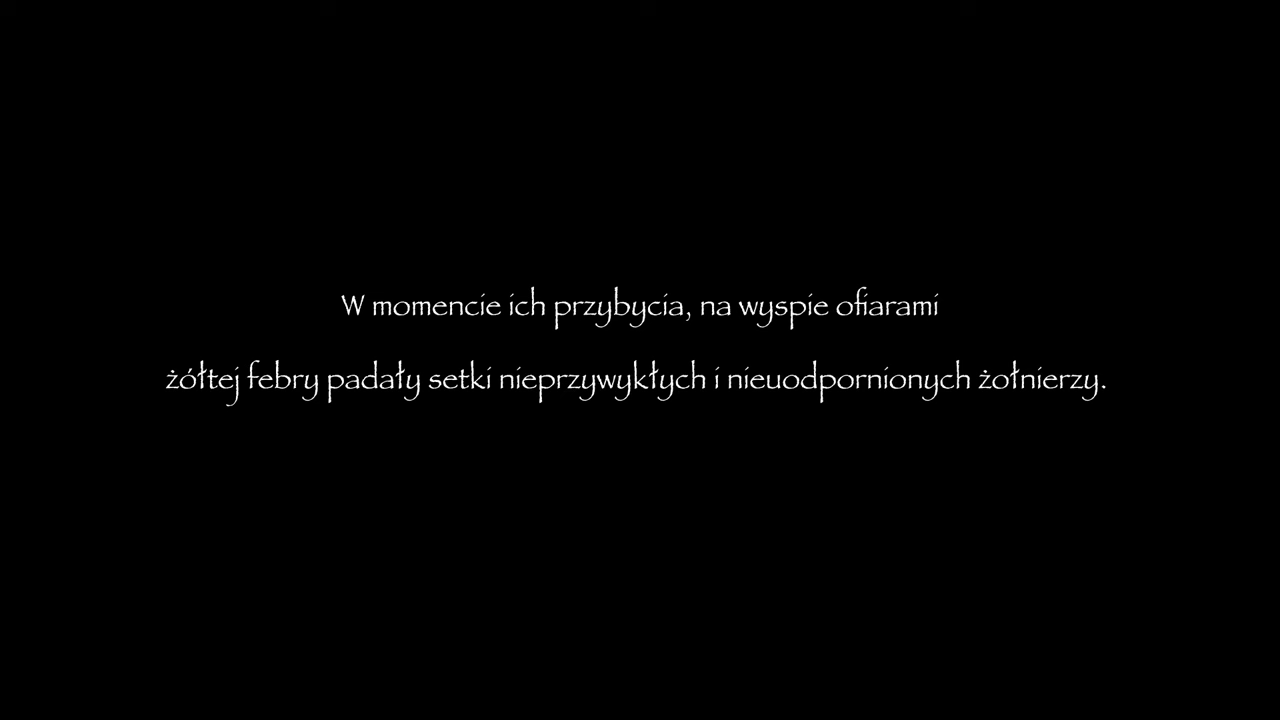 W momencie ich przybycia, na wyspie ofiarami
żółtej febry padały setki nieprzywykłych i nieuodpornionych żołnierzy.